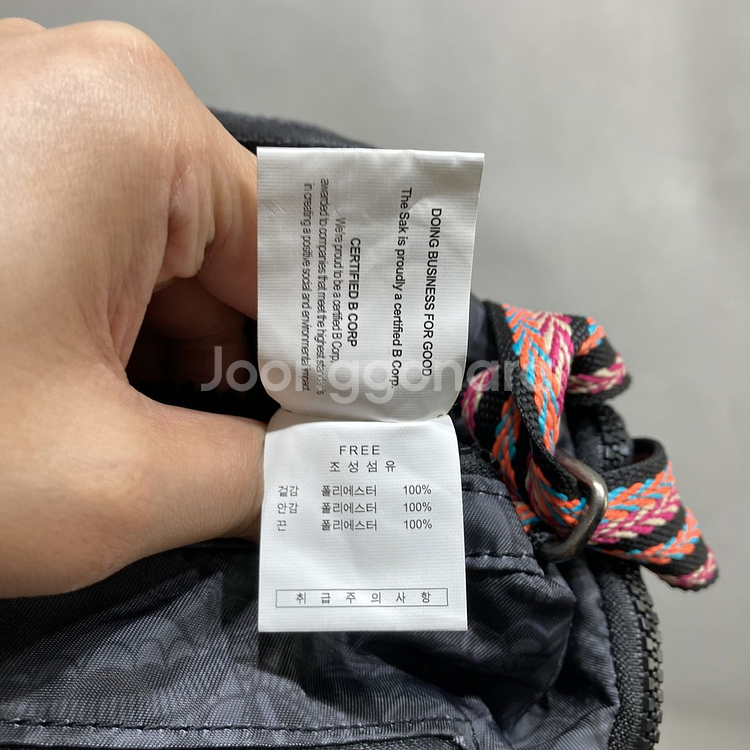 DOING BUSINESS FOR GOOD
The Sak is proudly a certified B Corp.
CERTIFIED B CORP
We're proud to be a certified B Corp,
awarded to companies that meet the highest standards
in creating a positive social and environmental impact
Joonggonara
FREE
조성섬유
겉감 폴리에스터 100%
안감 폴리에스터 100%
끈 폴리에스터 100%
취급주의사항